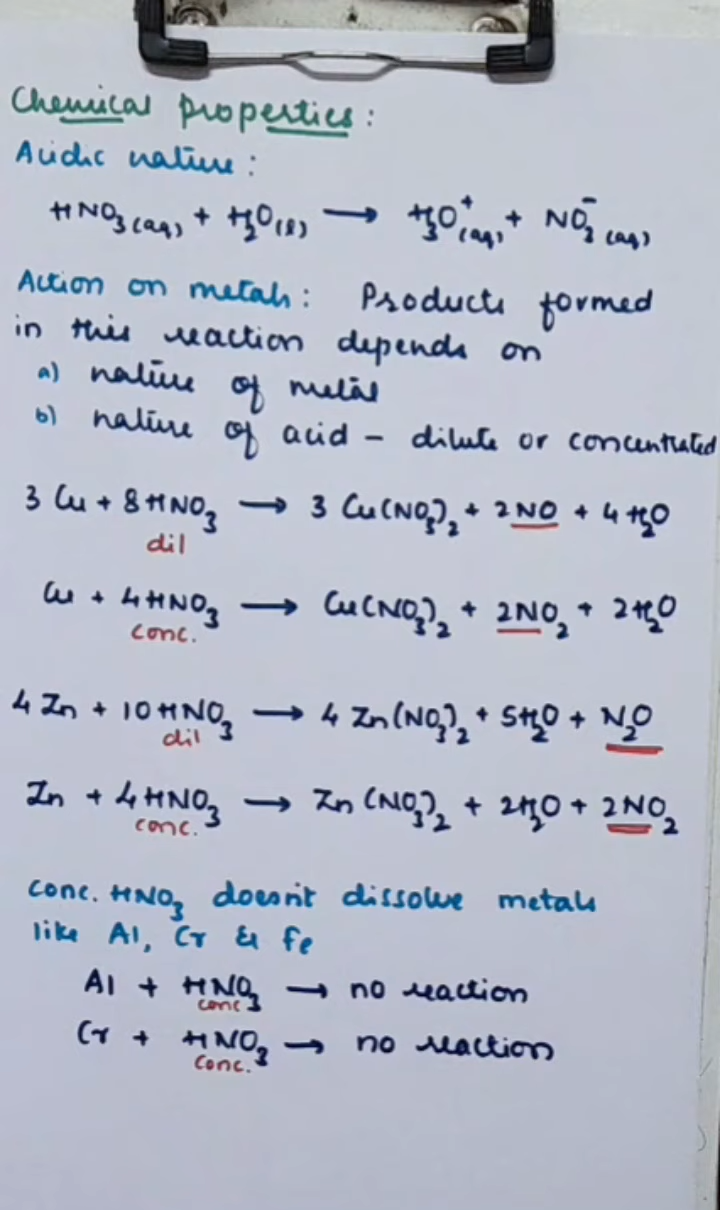 Chemical properties:
Acidic nature:
HNO₃(aq) + H₂O(l) → H₃O⁺(aq) + NO₃⁻(aq)
Action on metals: Products formed
in this reaction depends on
a) nature of metal
b) nature of acid – dilute or concentrated
3 Cu + 8 HNO₃ → 3 Cu(NO₃)₂ + 2NO + 4 H₂O
dil
Cu + 4 HNO₃ → Cu(NO₃)₂ + 2NO₂ + 2H₂O
conc.
4 Zn + 10 HNO₃ → 4 Zn(NO₃)₂ + 5H₂O + N₂O
dil
Zn + 4 HNO₃ → Zn(NO₃)₂ + 2H₂O + 2NO₂
conc.
conc. HNO₃ doesn't dissolve metals
like Al, Cr & Fe
Al + HNO₃ → no reaction
conc
Cr + HNO₃ → no reaction
conc.